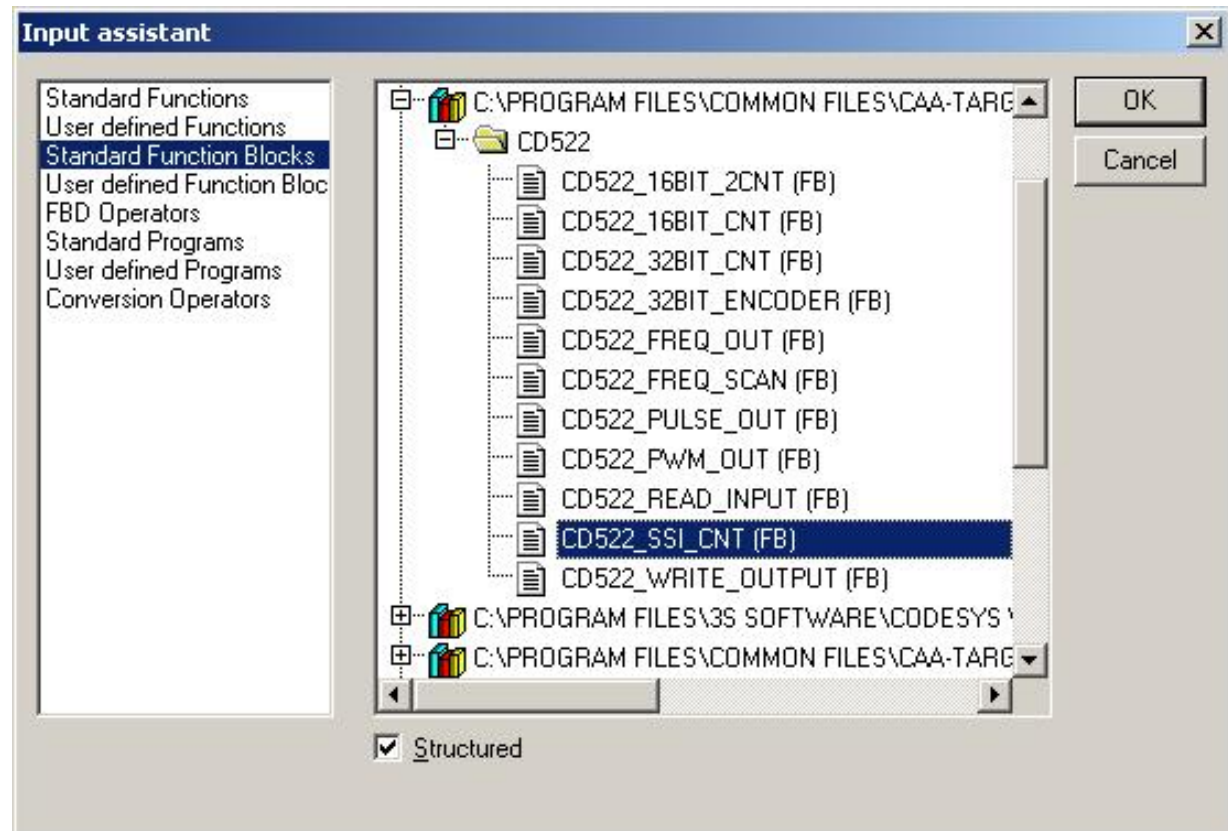 Input assistant
Standard Functions
User defined Functions
Standard Function Blocks
User defined Function Bloc
FBD Operators
Standard Programs
User defined Programs
Conversion Operators
C:\PROGRAM FILES\COMMON FILES\CAA-TARG
CD522
CD522_16BIT_2CNT (FB)
CD522_16BIT_CNT (FB)
CD522_32BIT_CNT (FB)
CD522_32BIT_ENCODER (FB)
CD522_FREQ_OUT (FB)
CD522_FREQ_SCAN (FB)
CD522_PULSE_OUT (FB)
CD522_PWM_OUT (FB)
CD522_READ_INPUT (FB)
CD522_SSI_CNT (FB)
CD522_WRITE_OUTPUT (FB)
C:\PROGRAM FILES\3S SOFTWARE\CODESYS
C:\PROGRAM FILES\COMMON FILES\CAA-TARG
Structured
OK
Cancel